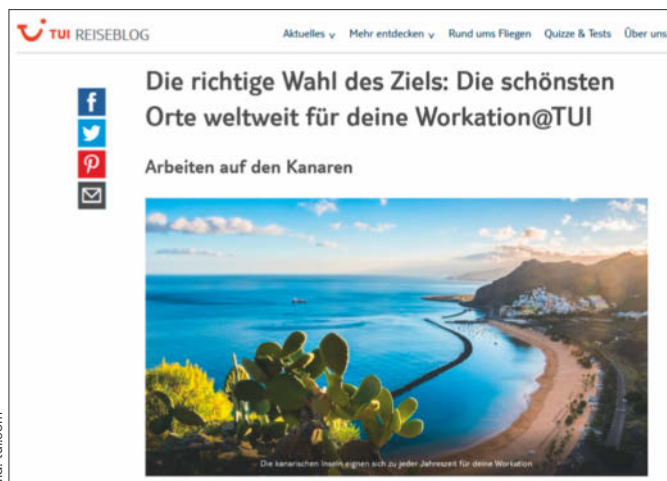 TUI REISEBLOG
Aktuelles v Mehr entdecken v Rund ums Fliegen Quizze & Tests Über uns
Die richtige Wahl des Ziels: Die schönsten
Orte weltweit für deine Workation@TUI
Arbeiten auf den Kanaren
Die kanarischen Inseln eignen sich zu jeder Jahreszeit für deine Workation